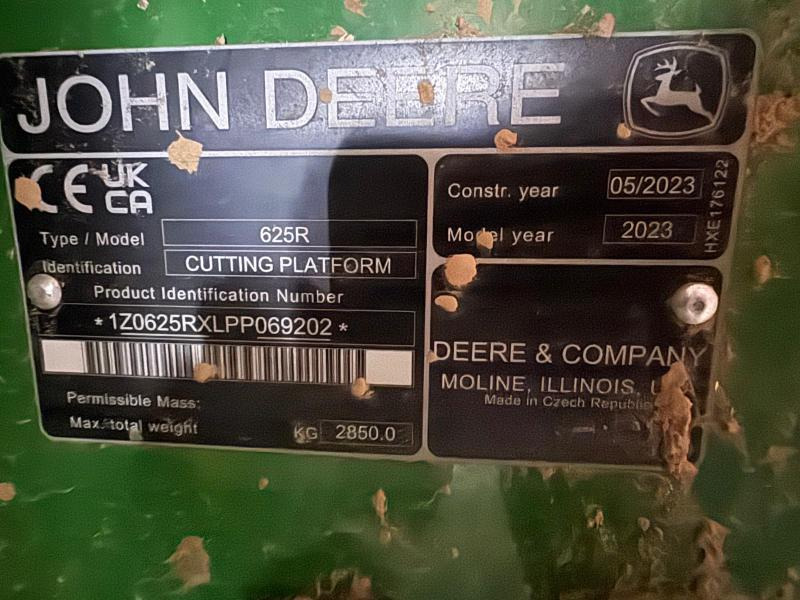 JOHN DEERE
CE UK CA
Type / Model 625R
Identification CUTTING PLATFORM
Product Identification Number
*1Z0625RXLPP069202*
Permissible Mass:
Max. total weight KG 2850.0
Constr. year 05/2023
Model year 2023
HXE176122
DEERE & COMPANY
MOLINE, ILLINOIS, USA
Made in Czech Republic